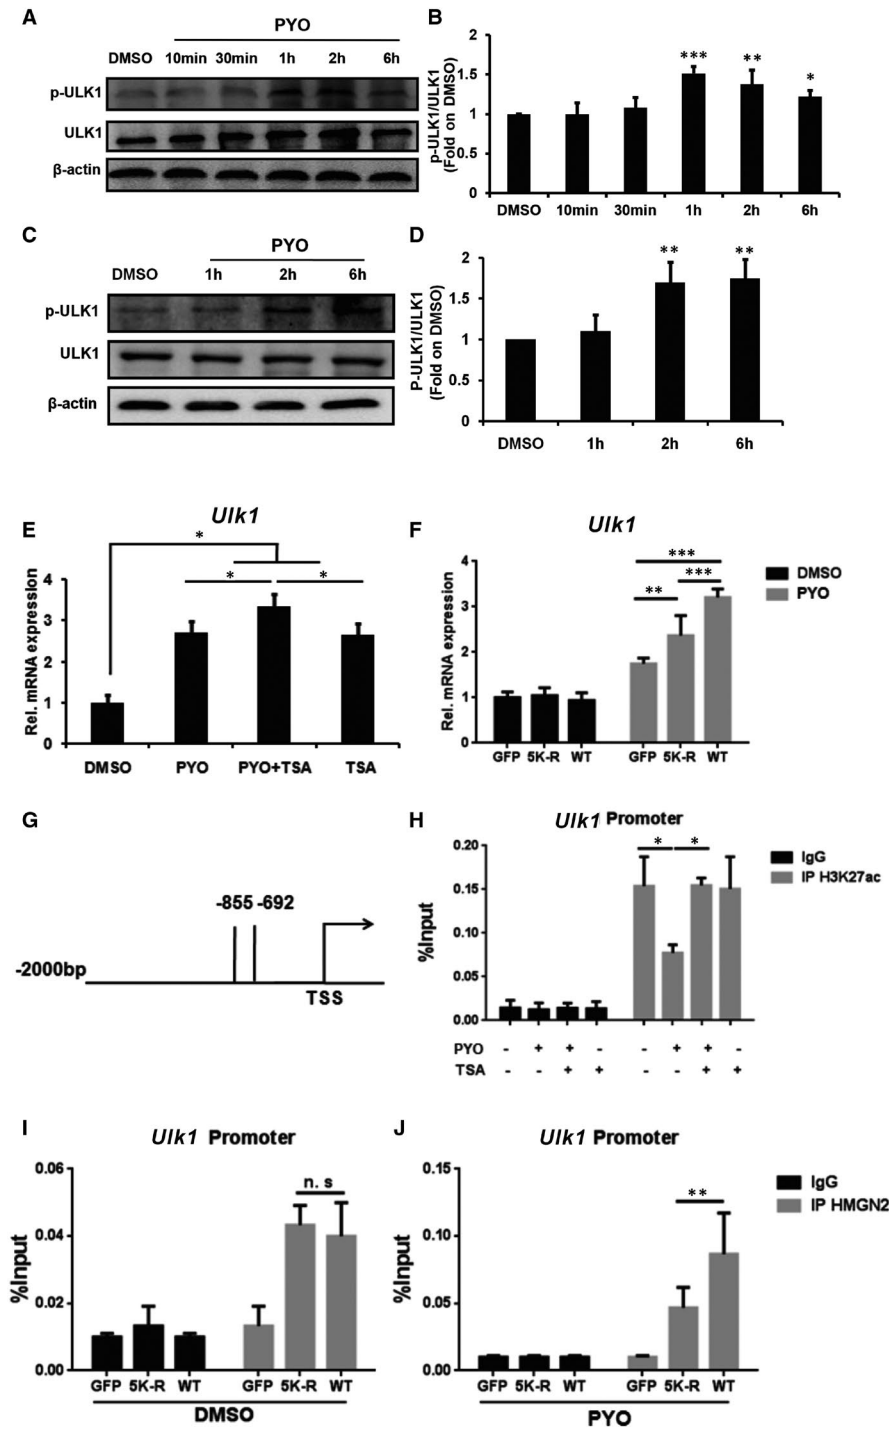 A
PYO
DMSO 10min 30min 1h 2h 6h
p-ULK1
ULK1
β-actin
B
p-ULK1/ULK1
(Fold on DMSO)
2
1.5
1
0.5
0
***
**
*
DMSO 10min 30min 1h 2h 6h
C
PYO
DMSO 1h 2h 6h
p-ULK1
ULK1
β-actin
D
P-ULK1/ULK1
(Fold on DMSO)
2
1.5
1
0.5
0
**
**
DMSO 1h 2h 6h
E
Ulk1
Rel. mRNA expression
4
3
2
1
0
*
*
*
DMSO PYO PYO+TSA TSA
F
Ulk1
Rel. mRNA expression
4
3
2
1
0
***
***
**
DMSO
PYO
GFP 5K-R WT GFP 5K-R WT
G
-855 -692
-2000bp
TSS
H
Ulk1 Promoter
%Input
0.20
0.15
0.10
0.05
0.00
* *
IgG
IP H3K27ac
PYO - + + - - + + -
TSA - - + + - - + +
I
Ulk1 Promoter
%Input
0.06
0.04
0.02
0.00
n. s
GFP 5K-R WT GFP 5K-R WT
DMSO
J
Ulk1 Promoter
%Input
0.15
0.10
0.05
0.00
**
IgG
IP HMGN2
GFP 5K-R WT GFP 5K-R WT
PYO